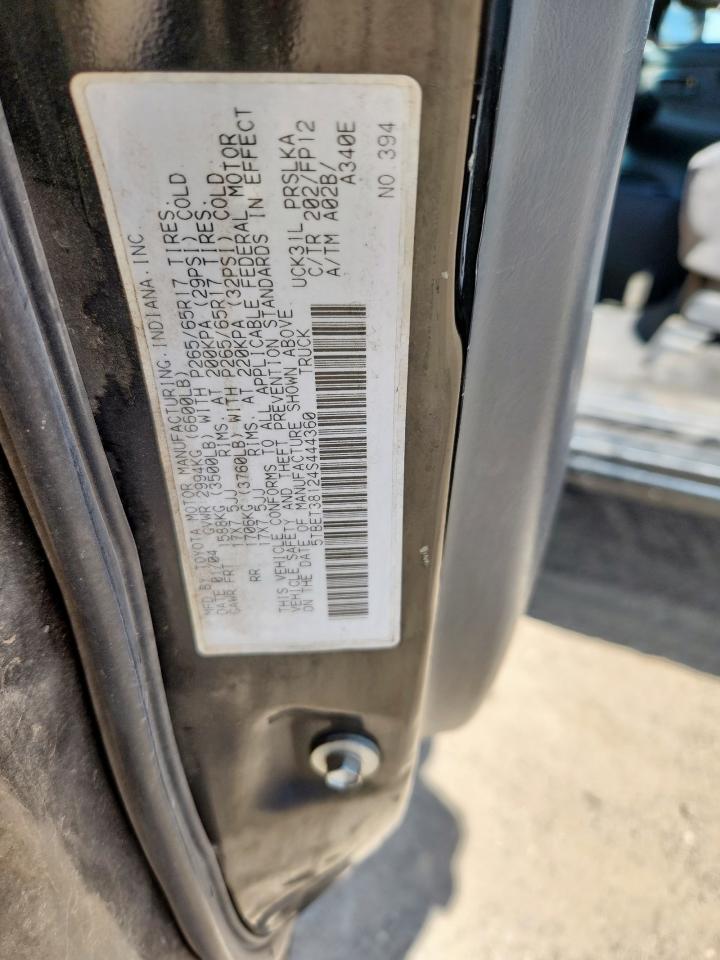 MFD BY TOYOTA MOTOR MANUFACTURING, INDIANA, INC.
DATE 01/04 GVWR 2994KG (6600LB)
GAWR FRT 1588KG (3500LB) WITH P265/65R17 TIRES,
17X7.5JJ RIMS, AT 200KPA (29PSI) COLD
RR 1706KG (3760LB) WITH P265/65R17 TIRES,
17X7.5JJ RIMS, AT 220KPA (32PSI) COLD
THIS VEHICLE CONFORMS TO ALL APPLICABLE FEDERAL MOTOR
VEHICLE SAFETY AND THEFT PREVENTION STANDARDS IN EFFECT
ON THE DATE OF MANUFACTURE SHOWN ABOVE.
5TBET38124S444360 TRUCK
UCK31L PRSLKA
C/TR 202/FP12
A/TM A02B/
A340E
NO. 394